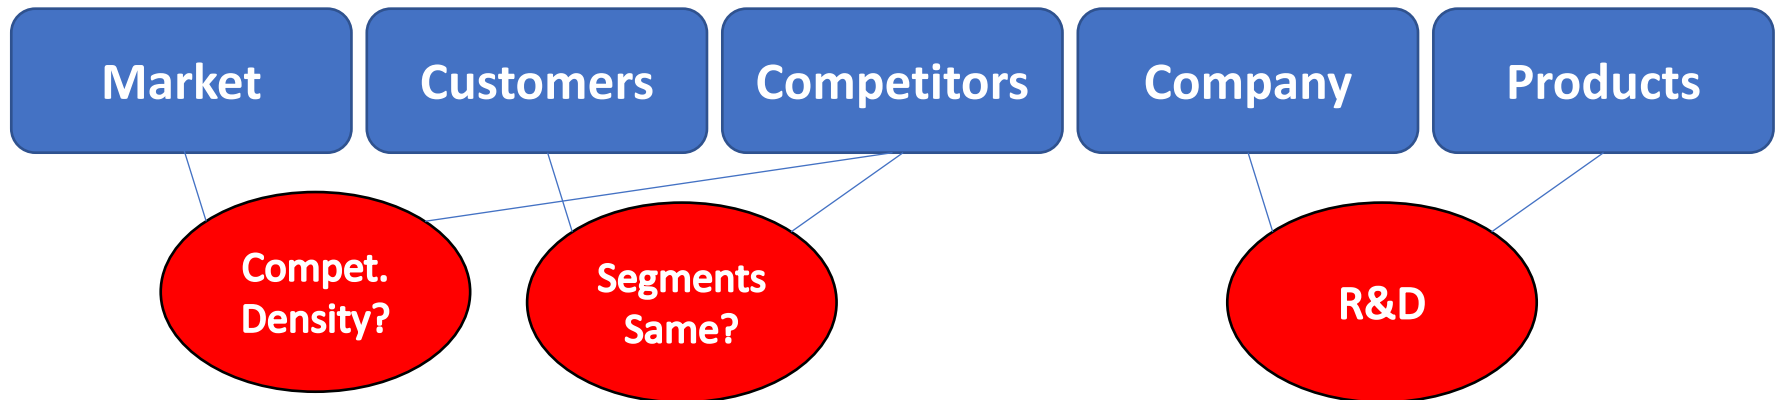 Market
Customers
Competitors
Company
Products
Compet.
Density?
Segments
Same?
R&D